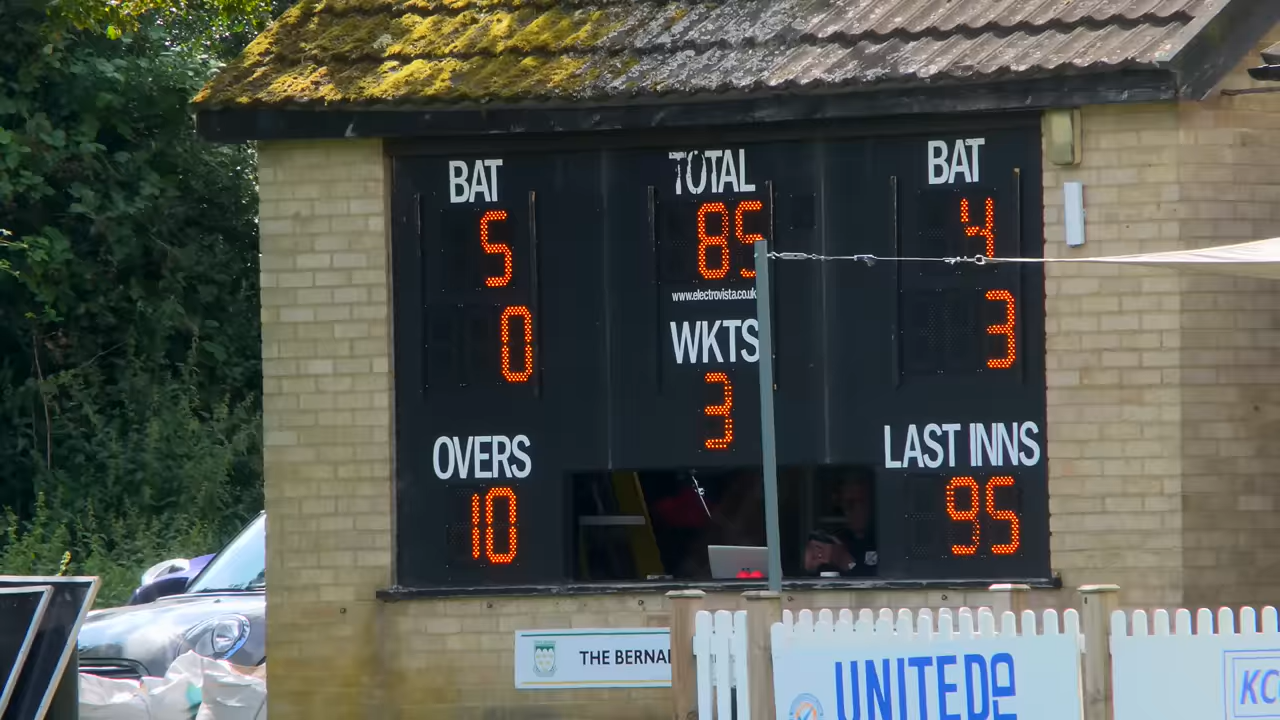 BAT TOTAL BAT
5 85 4
www.electrovista.co.uk
0 WKTS 3
3
OVERS LAST INNS
10 95
THE BERNA
UNITED
KC